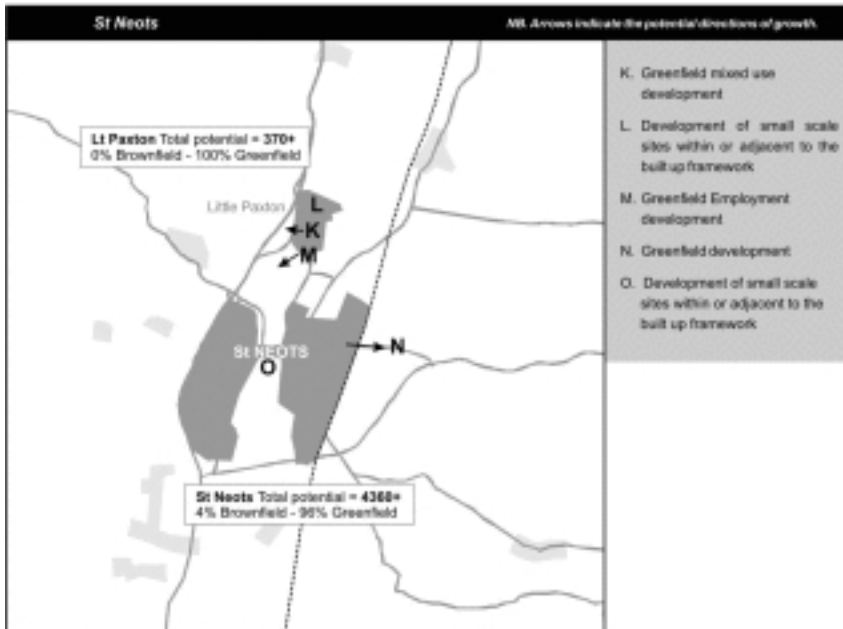 St Neots
NB. Arrows indicate the potential directions of growth.
Lt Paxton Total potential = 370+
0% Brownfield - 100% Greenfield
Little Paxton
L
K
M
St NEOTS
O
N
St Neots Total potential = 4360+
4% Brownfield - 96% Greenfield
K. Greenfield mixed use
development
L. Development of small scale
sites within or adjacent to the
built up framework
M. Greenfield Employment
development
N. Greenfield development
O. Development of small scale
sites within or adjacent to the
built up framework